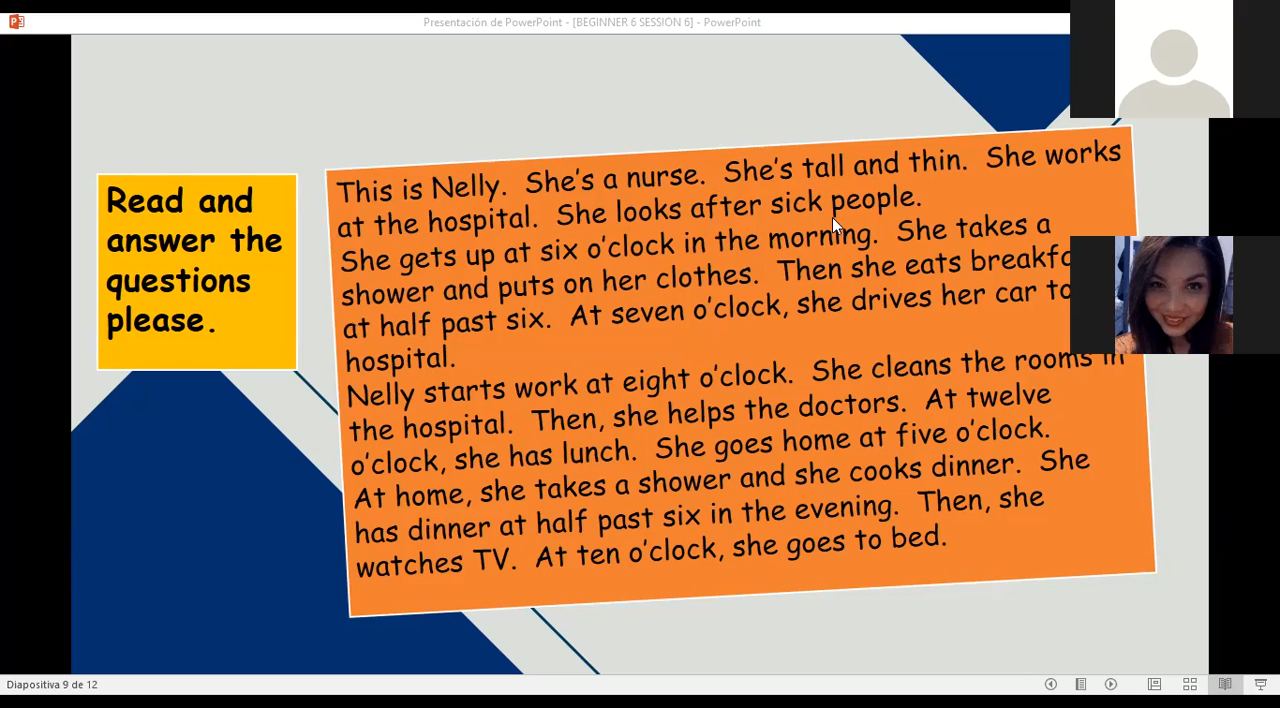 Presentación de PowerPoint - [BEGINNER 6 SESSION 6] - PowerPoint
Read and
answer the
questions
please.
This is Nelly. She's a nurse. She's tall and thin. She works
at the hospital. She looks after sick people.
She gets up at six o'clock in the morning. She takes a
shower and puts on her clothes. Then she eats
at half past six. At seven o'clock, she drives her car to
hospital.
Nelly starts work at eight o'clock. She cleans the rooms in
the hospital. Then, she helps the doctors. At twelve
o'clock, she has lunch. She goes home at five o'clock.
At home, she takes a shower and she cooks dinner. She
has dinner at half past six in the evening. Then, she
watches TV. At ten o'clock, she goes to bed.
Diapositiva 9 de 12